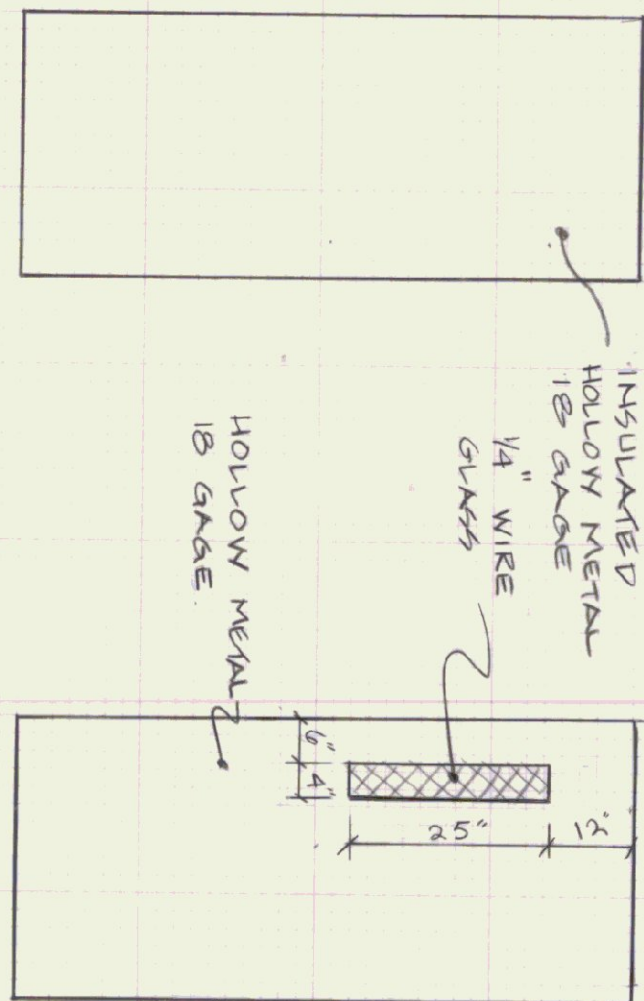 INSULATED
HOLLOW METAL
18 GAGE
1/4" WIRE
GLASS
HOLLOW METAL
18 GAGE
6"
4"
25"
12"